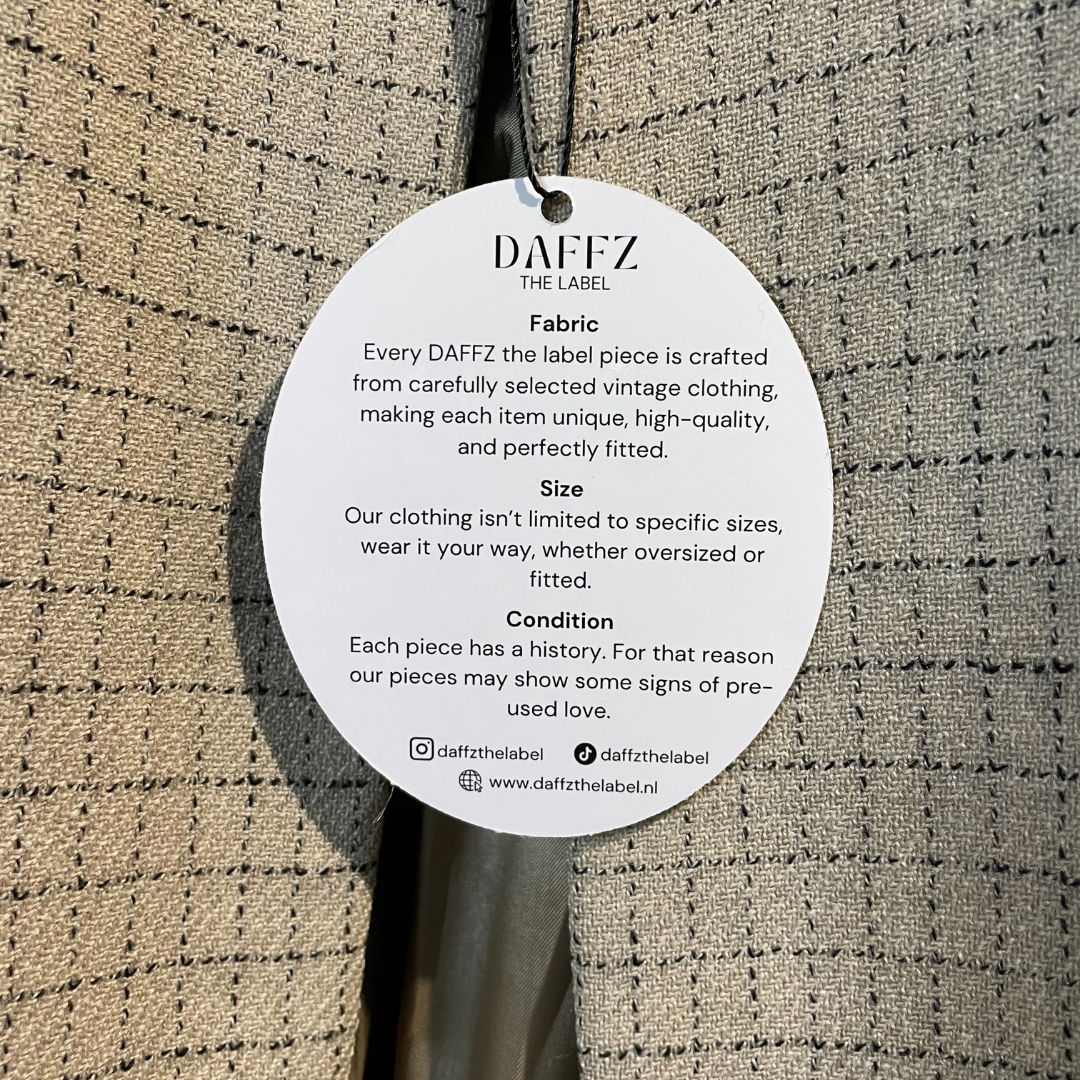 DAFFZ
THE LABEL
Fabric
Every DAFFZ the label piece is crafted
from carefully selected vintage clothing,
making each item unique, high-quality,
and perfectly fitted.
Size
Our clothing isn't limited to specific sizes,
wear it your way, whether oversized or
fitted.
Condition
Each piece has a history. For that reason
our pieces may show some signs of pre-
used love.
daffzthelabel daffzthelabel
www.daffzthelabel.nl